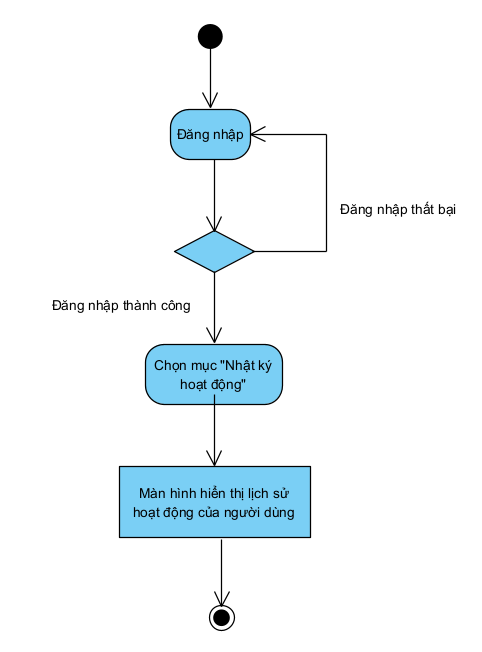 Đăng nhập
Đăng nhập thất bại
Đăng nhập thành công
Chọn mục "Nhật ký
hoạt động"
Màn hình hiển thị lịch sử
hoạt động của người dùng